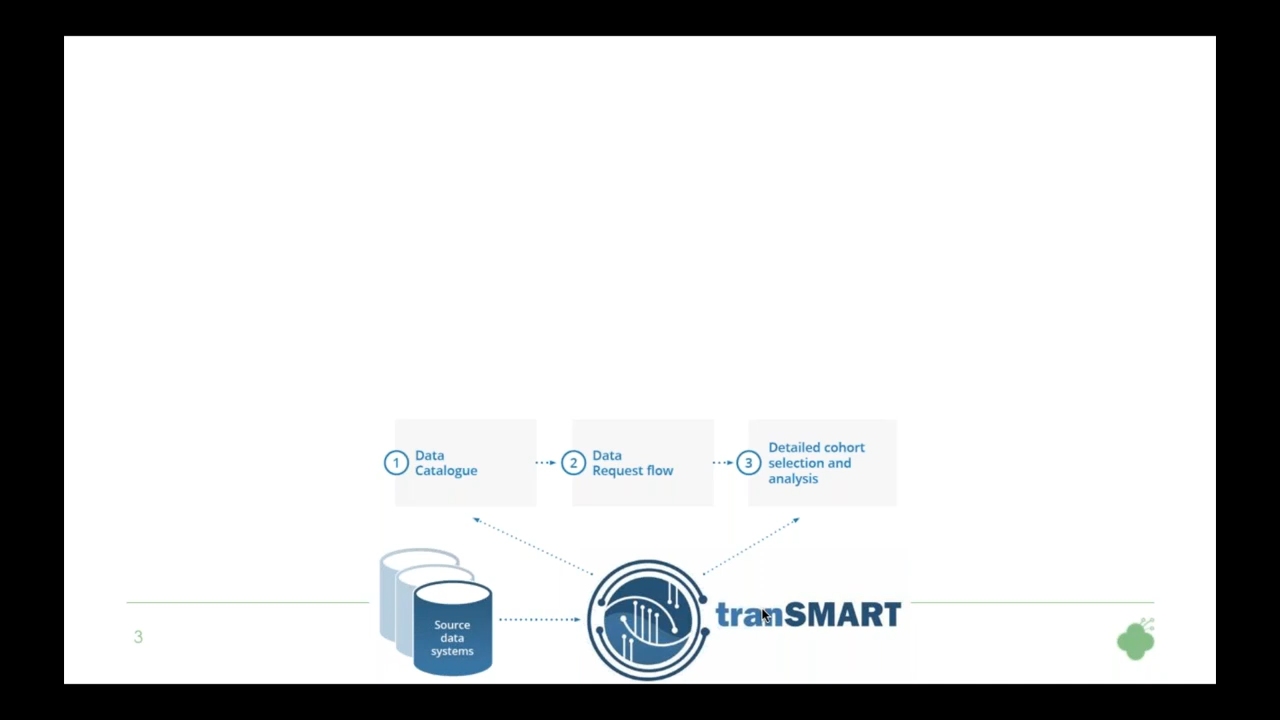 1 Data
Catalogue
2 Data
Request flow
3 Detailed cohort
selection and
analysis
Source
data
systems
tranSMART
3